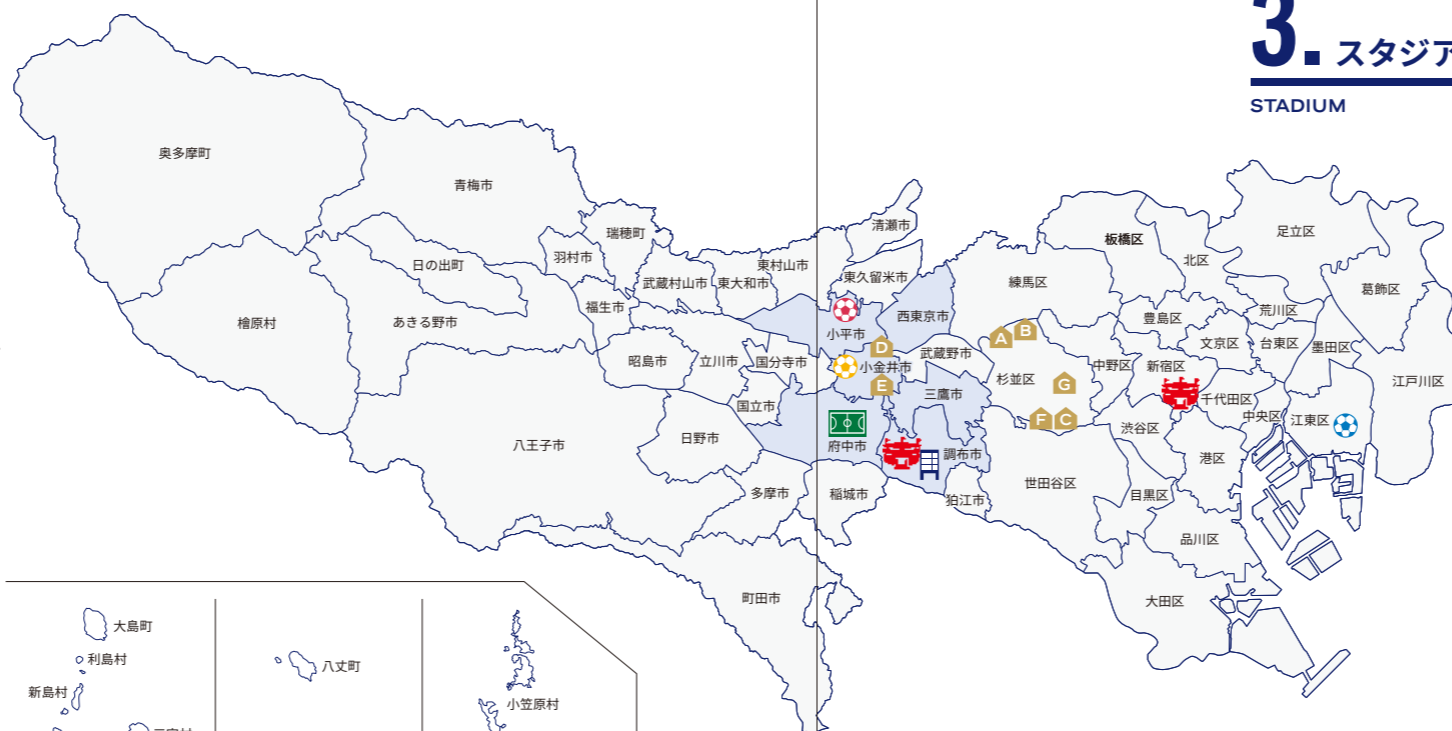 3. スタジア
STADIUM
奥多摩町
青梅市
瑞穂町
羽村市
日の出町
檜原村
あきる野市
福生市
武蔵村山市
東大和市
東村山市
清瀬市
東久留米市
西東京市
小平市
昭島市
立川市
国分寺市
小金井市
D
E
武蔵野市
三鷹市
国立市
府中市
調布市
狛江市
日野市
八王子市
多摩市
稲城市
町田市
練馬区
板橋区
北区
足立区
葛飾区
荒川区
豊島区
文京区
台東区
墨田区
江戸川区
A
B
杉並区
G
F
C
中野区
新宿区
千代田区
中央区
江東区
渋谷区
港区
世田谷区
目黒区
品川区
大田区
大島町
利島村
新島村
八丈町
小笠原村